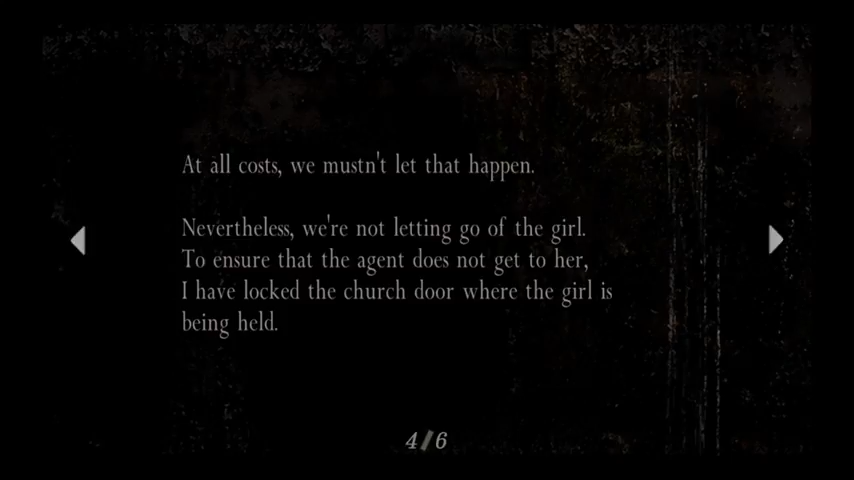 At all costs, we mustn't let that happen.
Nevertheless, we're not letting go of the girl.
To ensure that the agent does not get to her,
I have locked the church door where the girl is
being held.
4/6